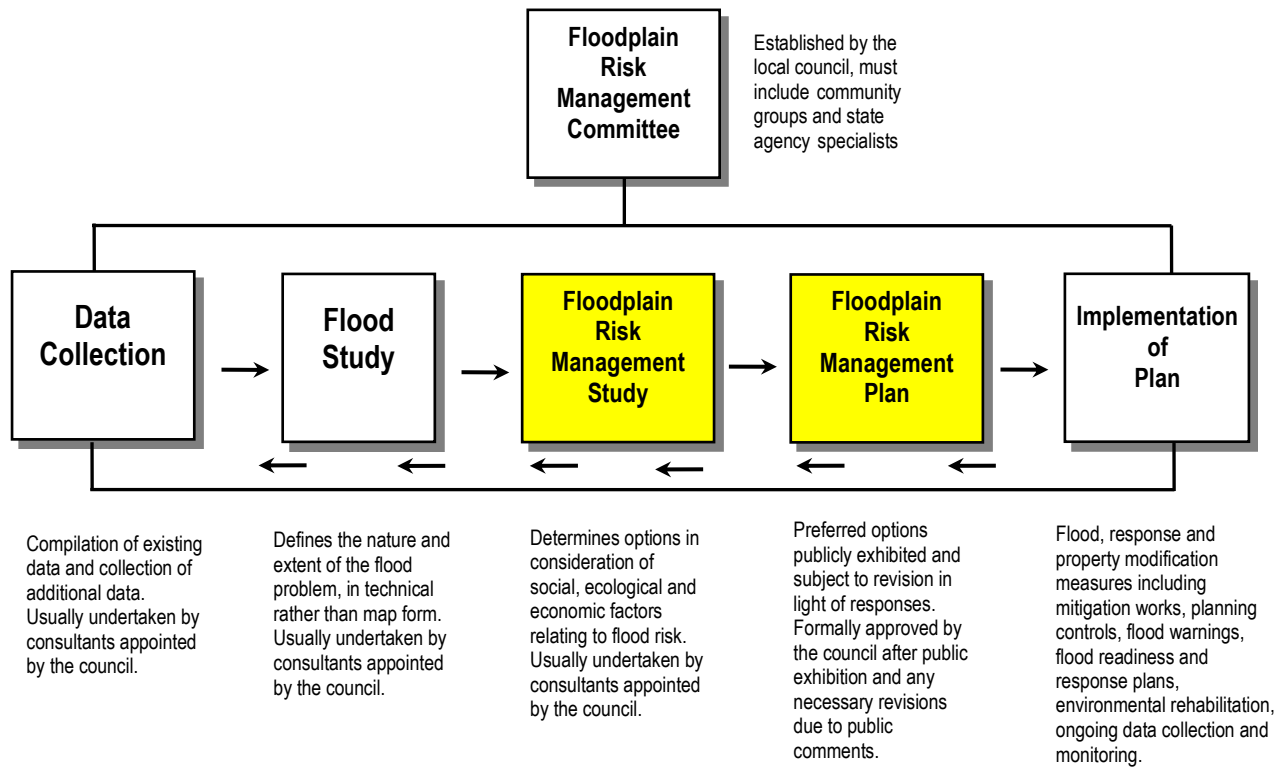 Floodplain
Risk
Management
Committee
Established by the
local council, must
include community
groups and state
agency specialists
Data
Collection
Flood
Study
Floodplain
Risk
Management
Study
Floodplain
Risk
Management
Plan
Implementation
of
Plan
Compilation of existing
data and collection of
additional data.
Usually undertaken by
consultants appointed
by the council.
Defines the nature and
extent of the flood
problem, in technical
rather than map form.
Usually undertaken by
consultants appointed
by the council.
Determines options in
consideration of
social, ecological and
economic factors
relating to flood risk.
Usually undertaken by
consultants appointed
by the council.
Preferred options
publicly exhibited and
subject to revision in
light of responses.
Formally approved by
the council after public
exhibition and any
necessary revisions
due to public
comments.
Flood, response and
property modification
measures including
mitigation works, planning
controls, flood warnings,
flood readiness and
response plans,
environmental rehabilitation,
ongoing data collection and
monitoring.